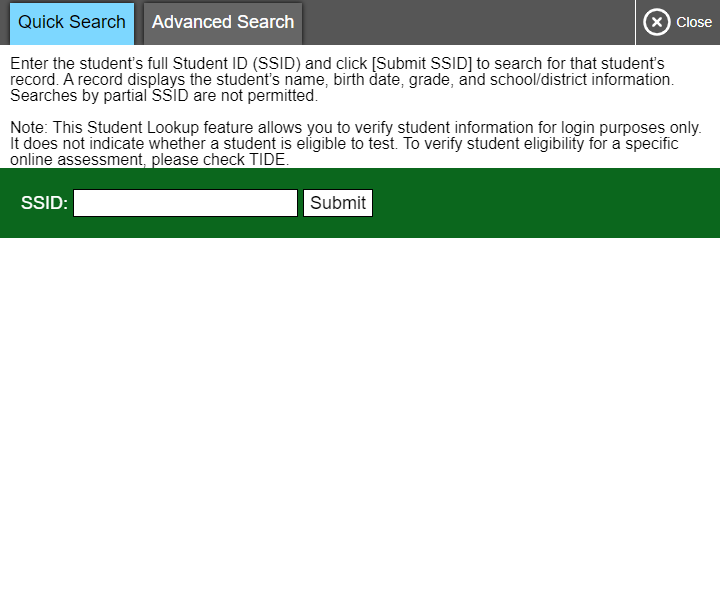 Quick Search
Advanced Search
Close
Enter the student's full Student ID (SSID) and click [Submit SSID] to search for that student's
record. A record displays the student's name, birth date, grade, and school/district information.
Searches by partial SSID are not permitted.
Note: This Student Lookup feature allows you to verify student information for login purposes only.
It does not indicate whether a student is eligible to test. To verify student eligibility for a specific
online assessment, please check TIDE.
SSID:
Submit